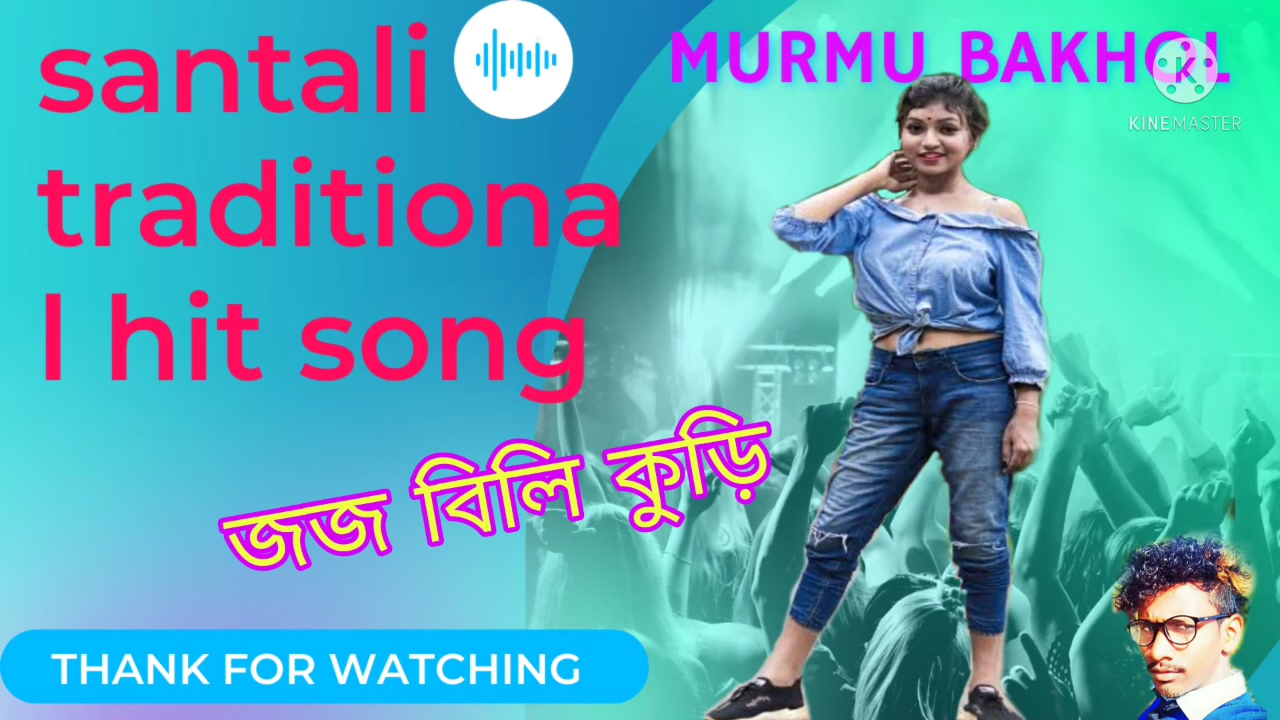 santali
traditiona
l hit song
MURMU BAKHOL
KINEMASTER
জজ বিলি কুড়ি
THANK FOR WATCHING